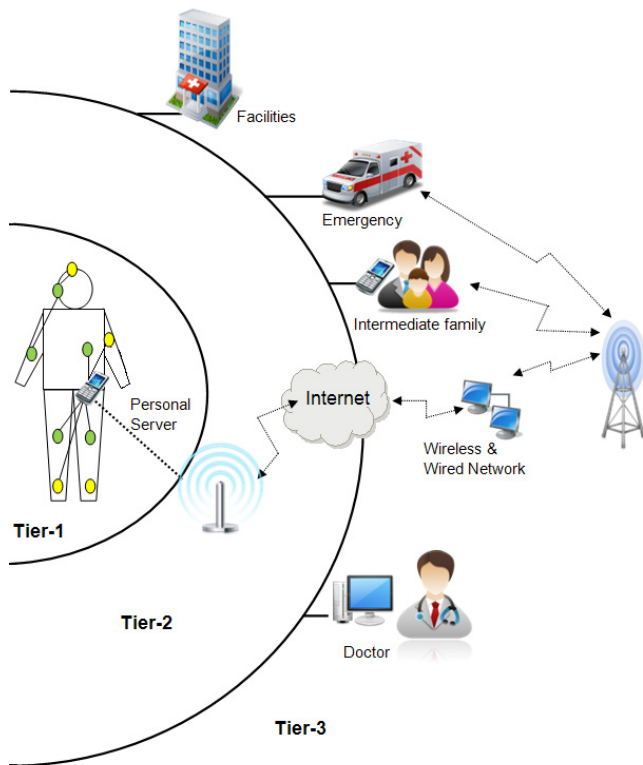 Facilities
Emergency
Intermediate family
Internet
Personal
Server
Wireless &
Wired Network
Tier-1
Tier-2
Doctor
Tier-3